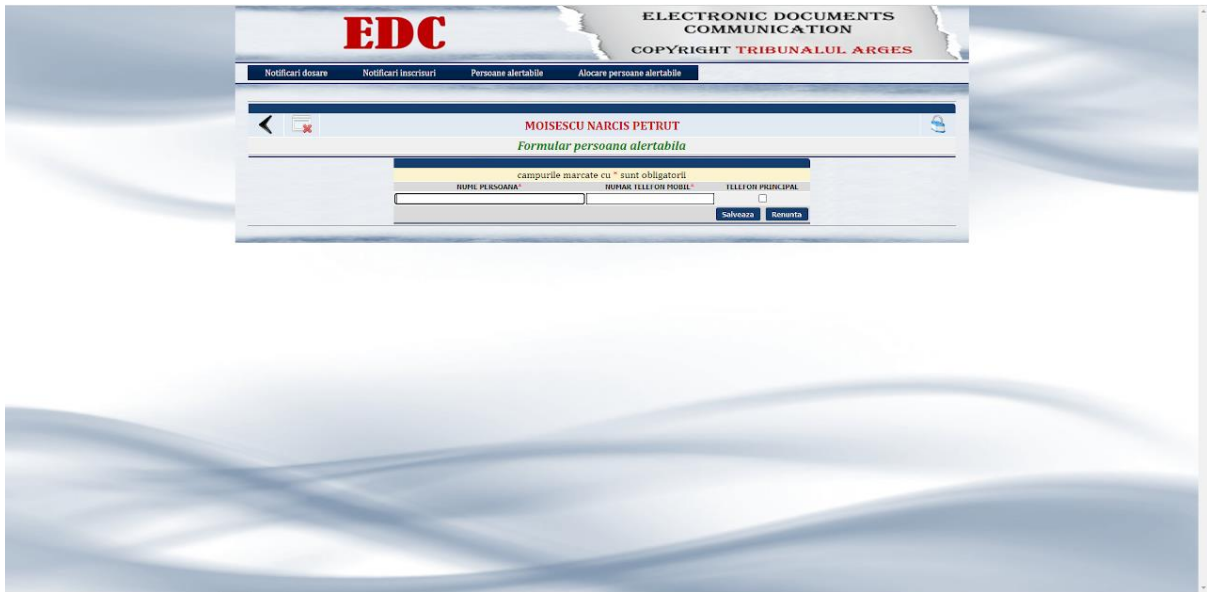 EDC
ELECTRONIC DOCUMENTS
COMMUNICATION
COPYRIGHT TRIBUNALUL ARGES
Notificari dosare Notificari inscrisuri Persoane alertabile Alocare persoane alertabile
MOISESCU NARCIS PETRUT
Formular persoana alertabila
campurile marcate cu * sunt obligatorii
NUME PERSOANA* NUMAR TELEFON MOBIL* TELEFON PRINCIPAL
Salveaza Renunta